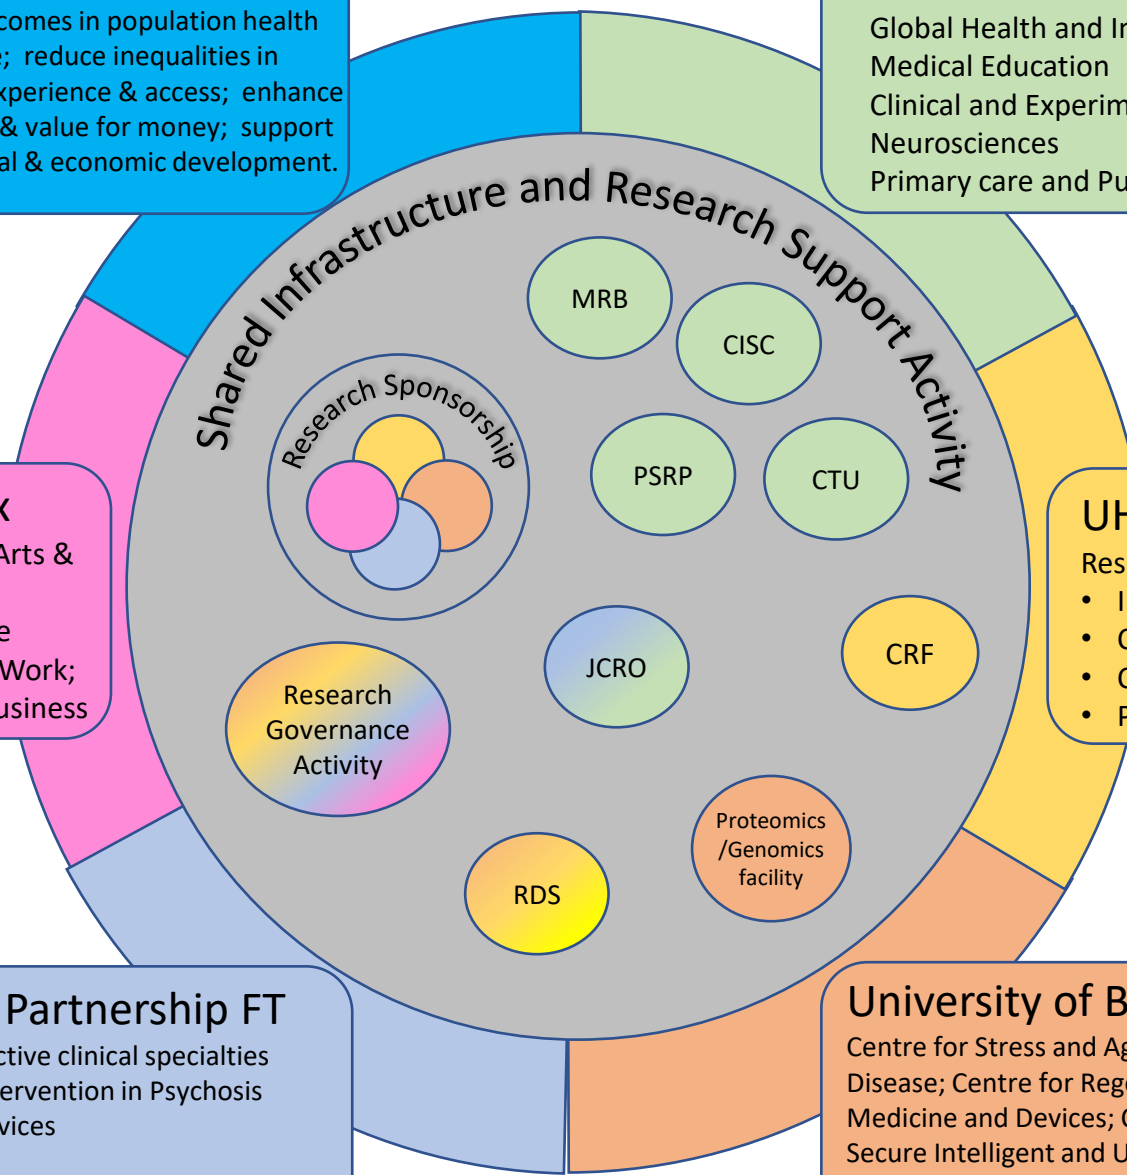 comes in population health
e; reduce inequalities in
xperience & access; enhance
& value for money; support
al & economic development.
Global Health and In
Medical Education
Clinical and Experim
Neurosciences
Primary care and Pu
Shared Infrastructure and Research Support Activity
MRB
CISC
Research Sponsorship
PSRP
CTU
x
Arts &
e
Work;
usiness
UH
Res
• I
• C
• C
• P
JCRO
CRF
Research
Governance
Activity
Proteomics
/Genomics
facility
RDS
Partnership FT
ctive clinical specialties
tervention in Psychosis
vices
University of B
Centre for Stress and Ag
Disease; Centre for Rege
Medicine and Devices; C
Secure Intelligent and U